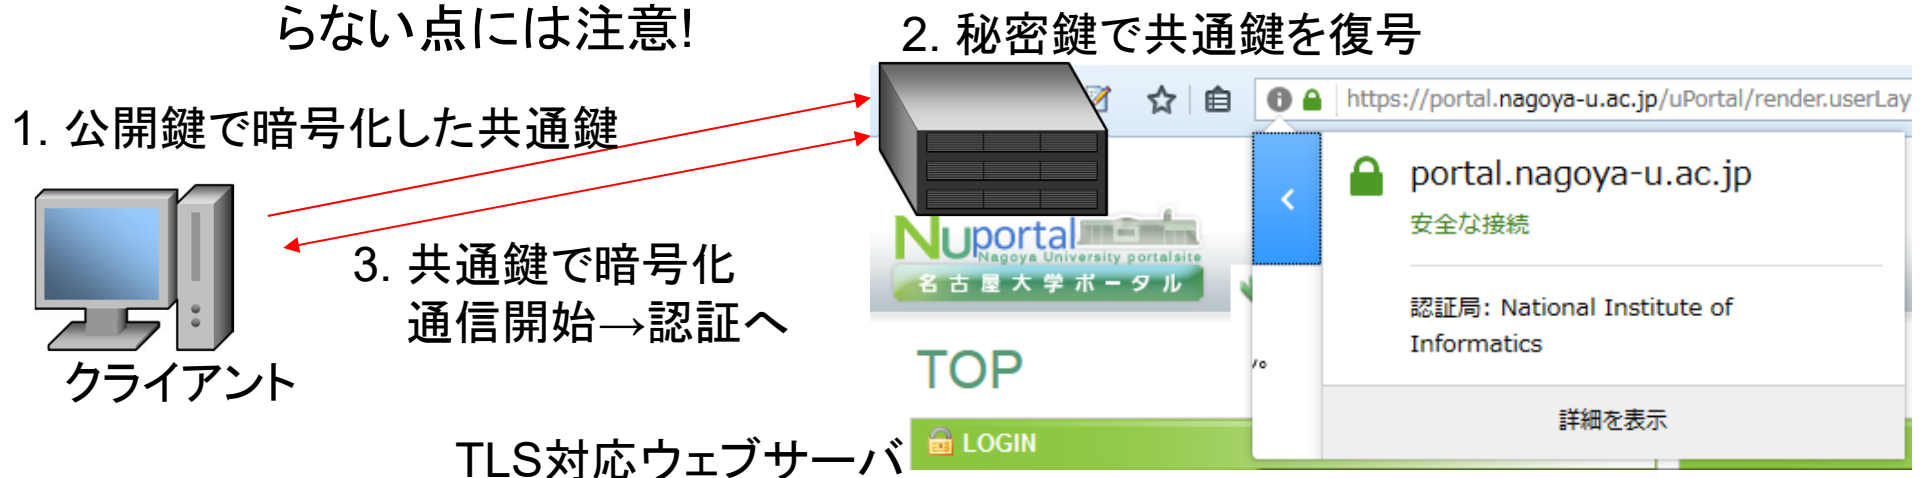 らない点には注意!
2. 秘密鍵で共通鍵を復号
1. 公開鍵で暗号化した共通鍵
https://portal.nagoya-u.ac.jp/uPortal/render.userLay
portal.nagoya-u.ac.jp
安全な接続
認証局: National Institute of
Informatics
詳細を表示
Nuportal
Nagoya University portalsite
名古屋大学ポータル
3. 共通鍵で暗号化
通信開始→認証へ
クライアント
TOP
LOGIN
TLS対応ウェブサーバ